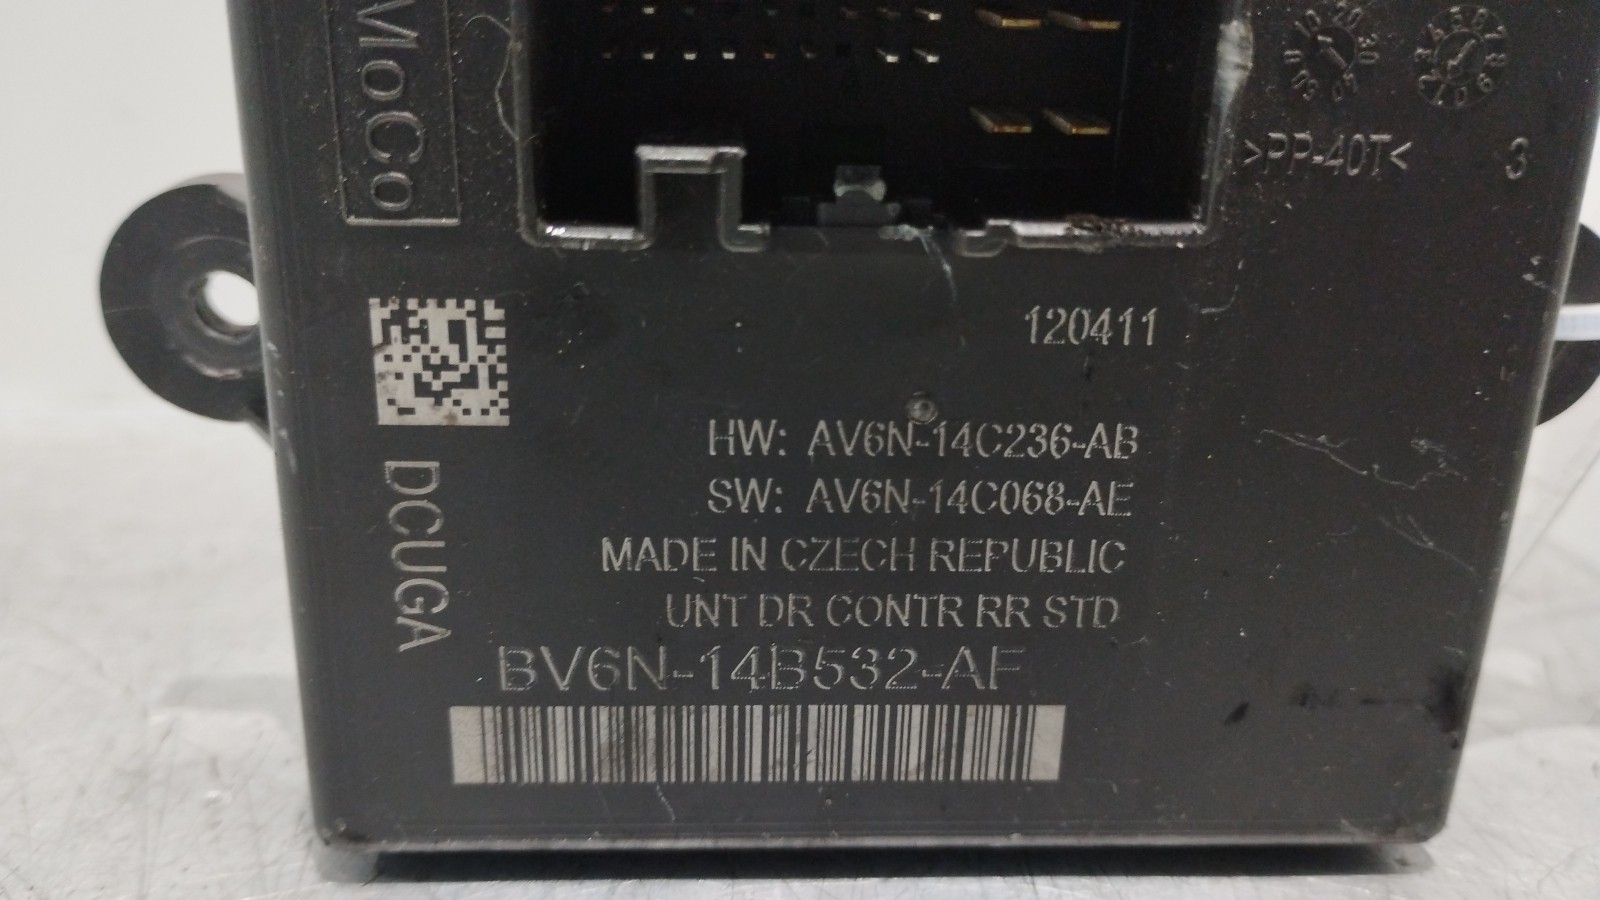 MoCo
>PP-40T<
3
120411
HW: AV6N-14C236-AB
SW: AV6N-14C068-AE
MADE IN CZECH REPUBLIC
UNT DR CONTR RR STD
BV6N-14B532-AF
DCUGA